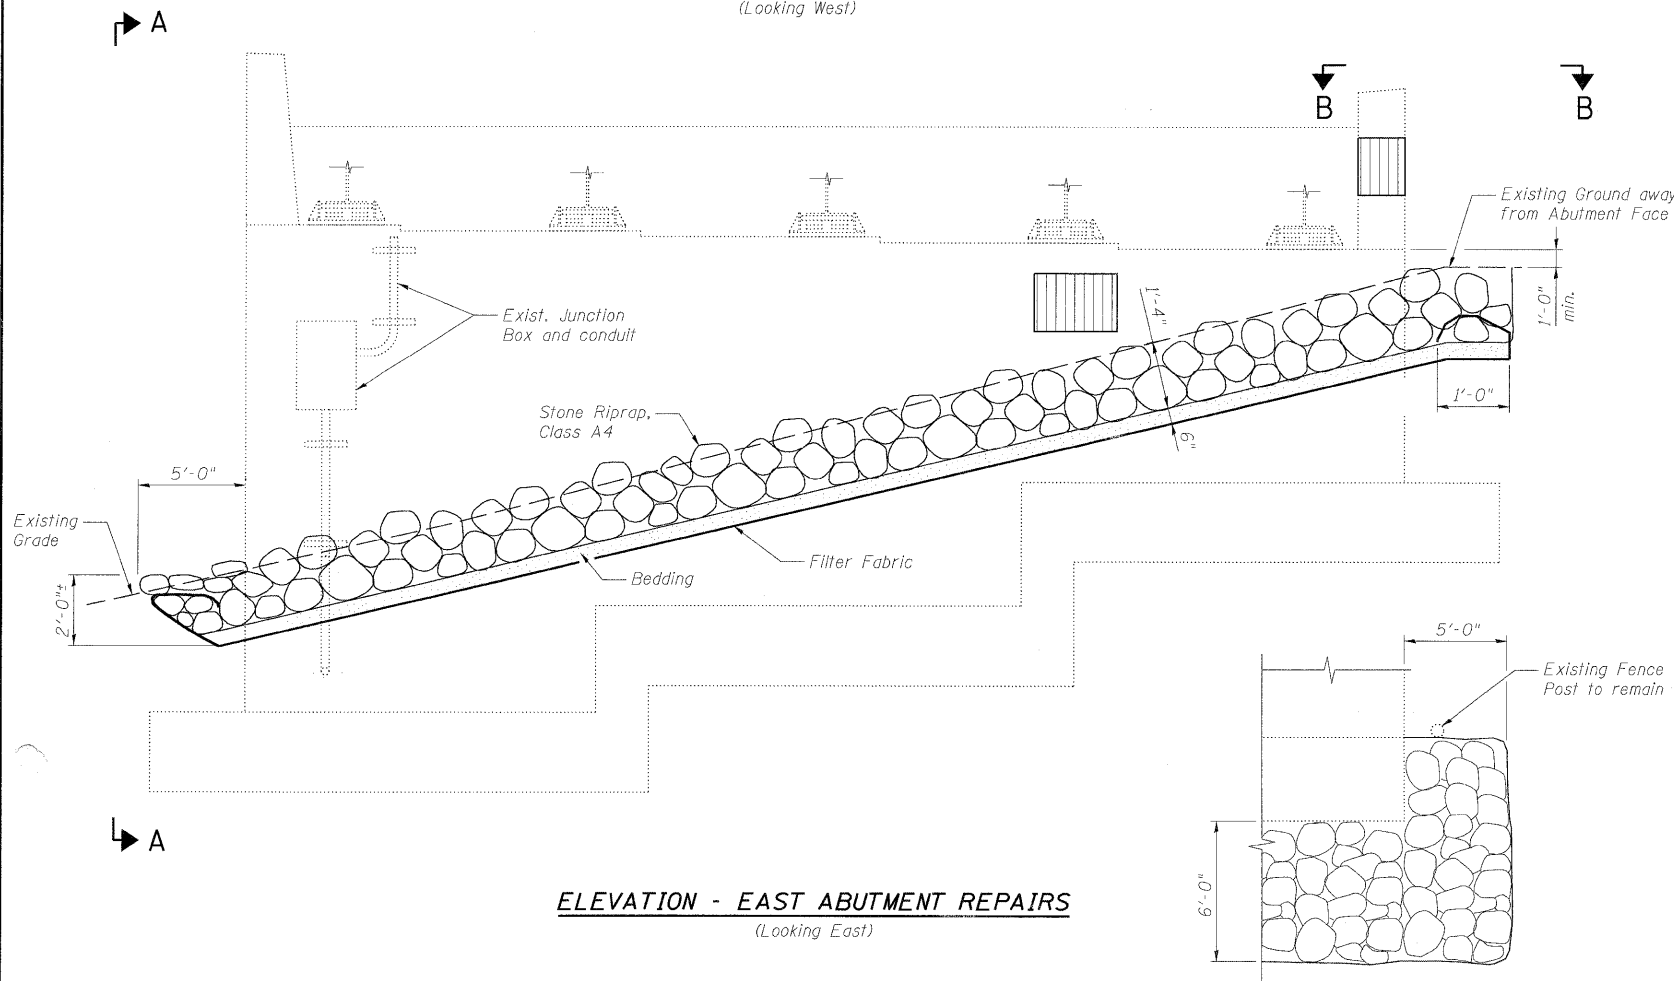 (Looking West)
A
B
B
Existing Ground away
from Abutment Face
1'-0"
min.
Exist. Junction
Box and conduit
1'-4"
1'-0"
Stone Riprap,
Class A4
9"
5'-0"
Existing
Grade
Filter Fabric
Bedding
2'-0"±
5'-0"
Existing Fence
Post to remain
A
6'-0"
ELEVATION - EAST ABUTMENT REPAIRS
(Looking East)